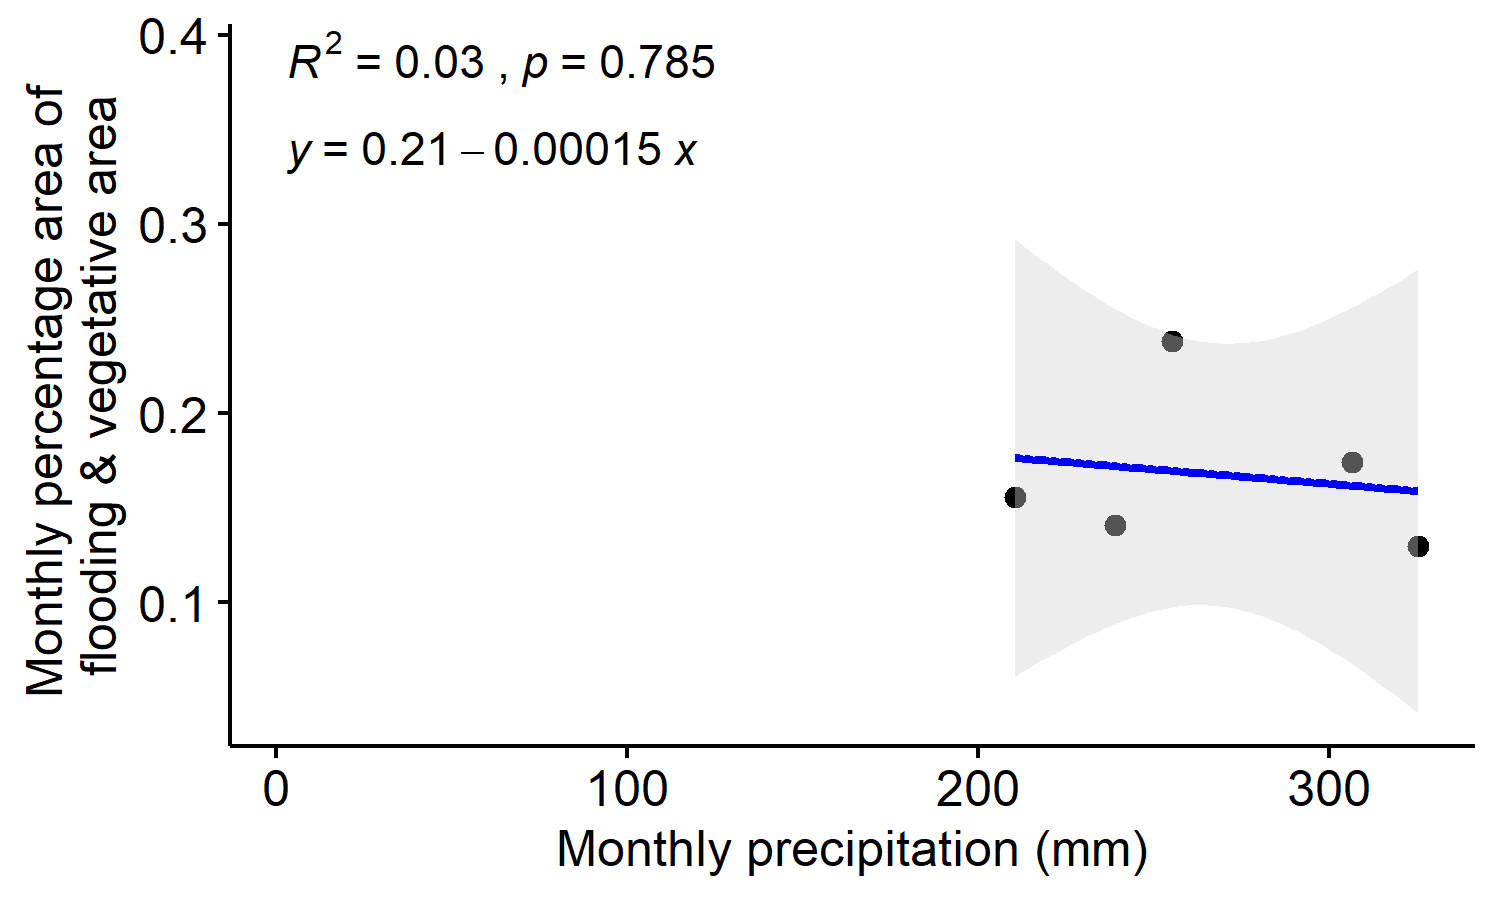 R² = 0.03 , p = 0.785
y = 0.21 – 0.00015 x
Monthly percentage area of
flooding & vegetative area
0.4
0.3
0.2
0.1
0 100 200 300
Monthly precipitation (mm)